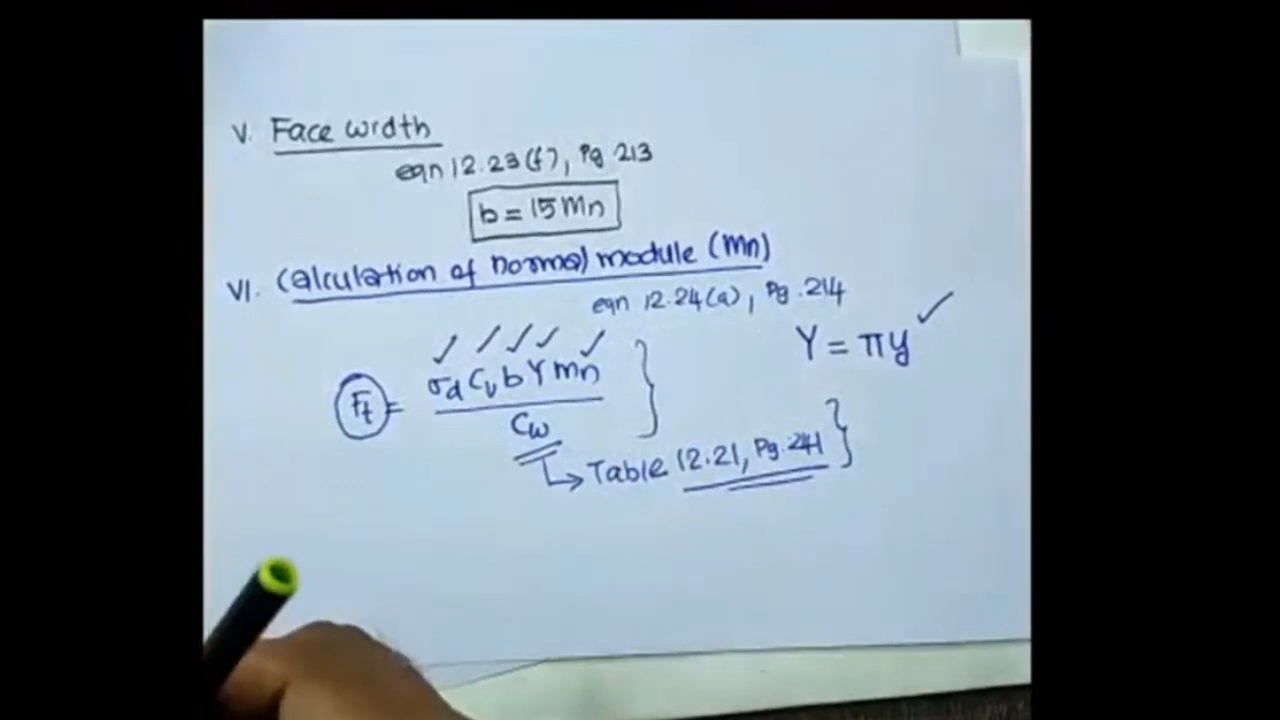 V. Face width
eqn 12.23(f), Pg 213
b = 15 Mn
VI. Calculation of normal module (Mn)
eqn 12.24(a), Pg. 214
Ft = σd Cv b Y mn / Cw
Y = πy
Table 12.21, Pg. 241